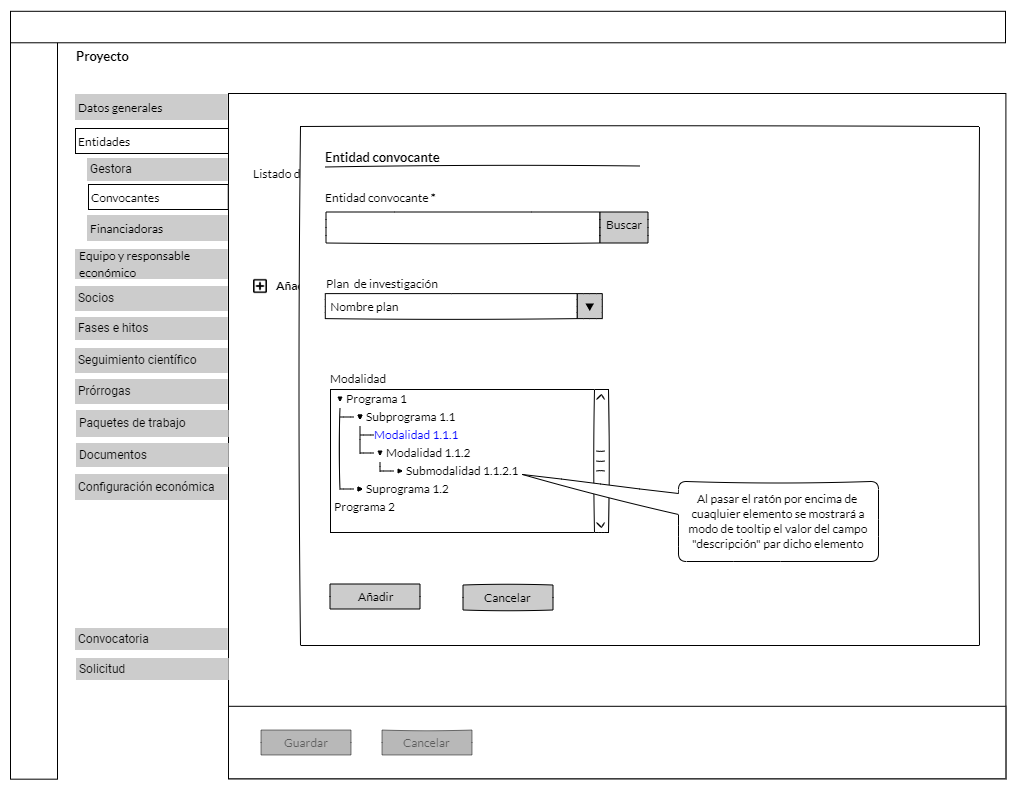 Proyecto
Datos generales
Entidades
Gestora
Convocantes
Financiadoras
Equipo y responsable
económico
Socios
Fases e hitos
Seguimiento científico
Prórrogas
Paquetes de trabajo
Documentos
Configuración económica
Convocatoria
Solicitud
Listado d
Aña
Entidad convocante
Entidad convocante *
Buscar
Plan de investigación
Nombre plan
Modalidad
Programa 1
Subprograma 1.1
Modalidad 1.1.1
Modalidad 1.1.2
Submodalidad 1.1.2.1
Suprograma 1.2
Programa 2
Al pasar el ratón por encima de
cuaqluier elemento se mostrará a
modo de tooltip el valor del campo
"descripción" par dicho elemento
Añadir
Cancelar
Guardar
Cancelar